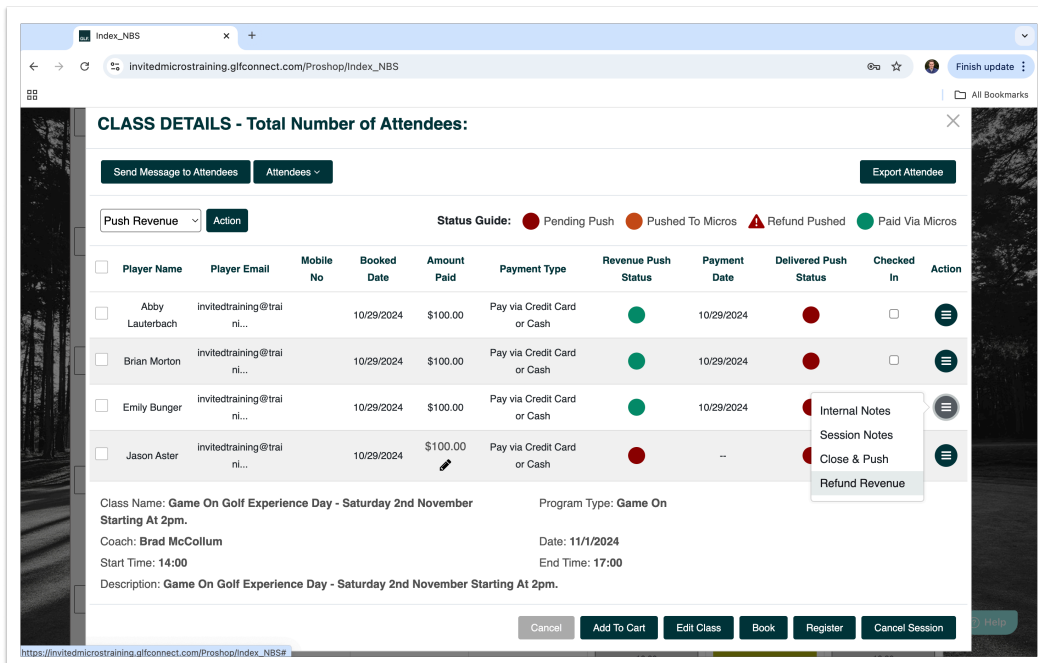 GLF.
Index_NBS
invitedmicrostraining.glfconnect.com/Proshop/Index_NBS
Finish update
All Bookmarks
CLASS DETAILS - Total Number of Attendees:
Send Message to Attendees
Attendees
Export Attendee
Push Revenue
Action
Status Guide:
Pending Push
Pushed To Micros
Refund Pushed
Paid Via Micros
Player Name
Player Email
Mobile
No
Booked
Date
Amount
Paid
Payment Type
Revenue Push
Status
Payment
Date
Delivered Push
Status
Checked
In
Action
Abby
Lauterbach
invitedtraining@trai
ni...
10/29/2024
$100.00
Pay via Credit Card
or Cash
10/29/2024
Brian Morton
invitedtraining@trai
ni...
10/29/2024
$100.00
Pay via Credit Card
or Cash
10/29/2024
Emily Bunger
invitedtraining@trai
ni...
10/29/2024
$100.00
Pay via Credit Card
or Cash
10/29/2024
Jason Aster
invitedtraining@trai
ni...
10/29/2024
$100.00
Pay via Credit Card
or Cash
--
Internal Notes
Session Notes
Close & Push
Refund Revenue
Class Name: Game On Golf Experience Day - Saturday 2nd November
Starting At 2pm.
Program Type: Game On
Coach: Brad McCollum
Date: 11/1/2024
Start Time: 14:00
End Time: 17:00
Description: Game On Golf Experience Day - Saturday 2nd November Starting At 2pm.
Cancel
Add To Cart
Edit Class
Book
Register
Cancel Session
Help
https://invitedmicrostraining.glfconnect.com/Proshop/Index_NBS#